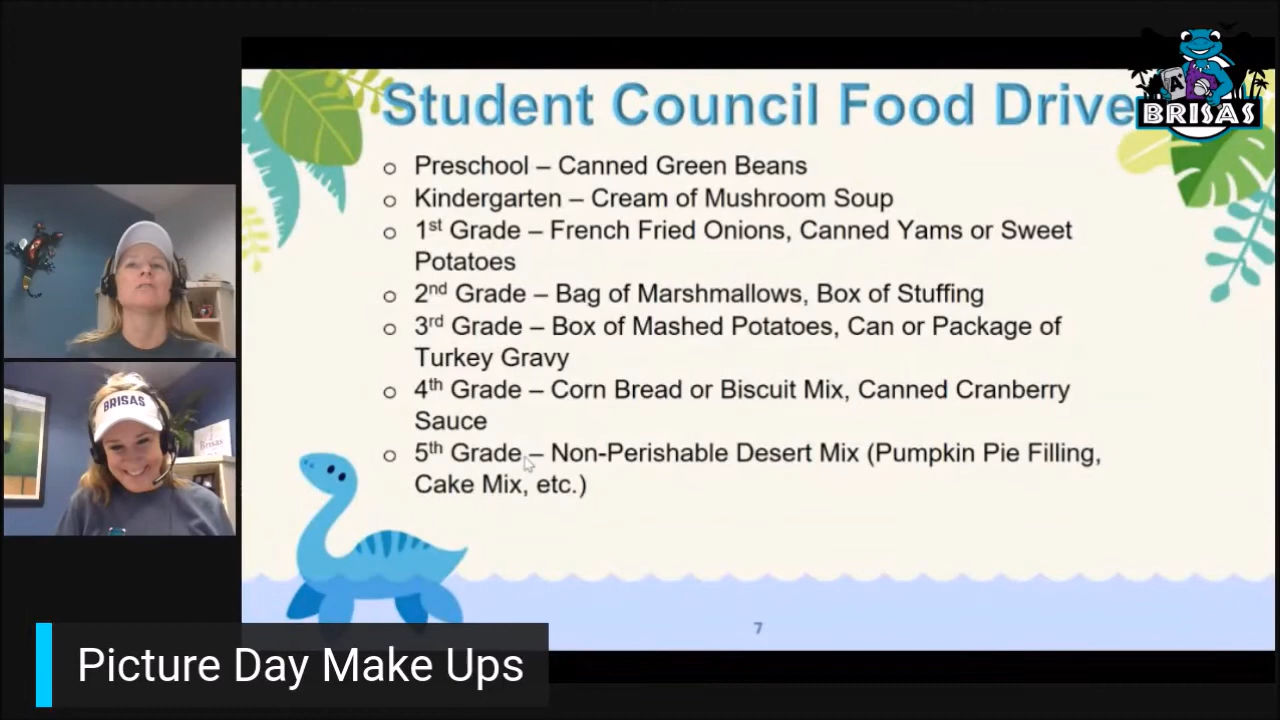 Student Council Food Drive
BRISAS
Preschool – Canned Green Beans
Kindergarten – Cream of Mushroom Soup
1st Grade – French Fried Onions, Canned Yams or Sweet
Potatoes
2nd Grade – Bag of Marshmallows, Box of Stuffing
3rd Grade – Box of Mashed Potatoes, Can or Package of
Turkey Gravy
4th Grade – Corn Bread or Biscuit Mix, Canned Cranberry
Sauce
5th Grade – Non-Perishable Desert Mix (Pumpkin Pie Filling,
Cake Mix, etc.)
BRISAS
Brisas
7
Picture Day Make Ups